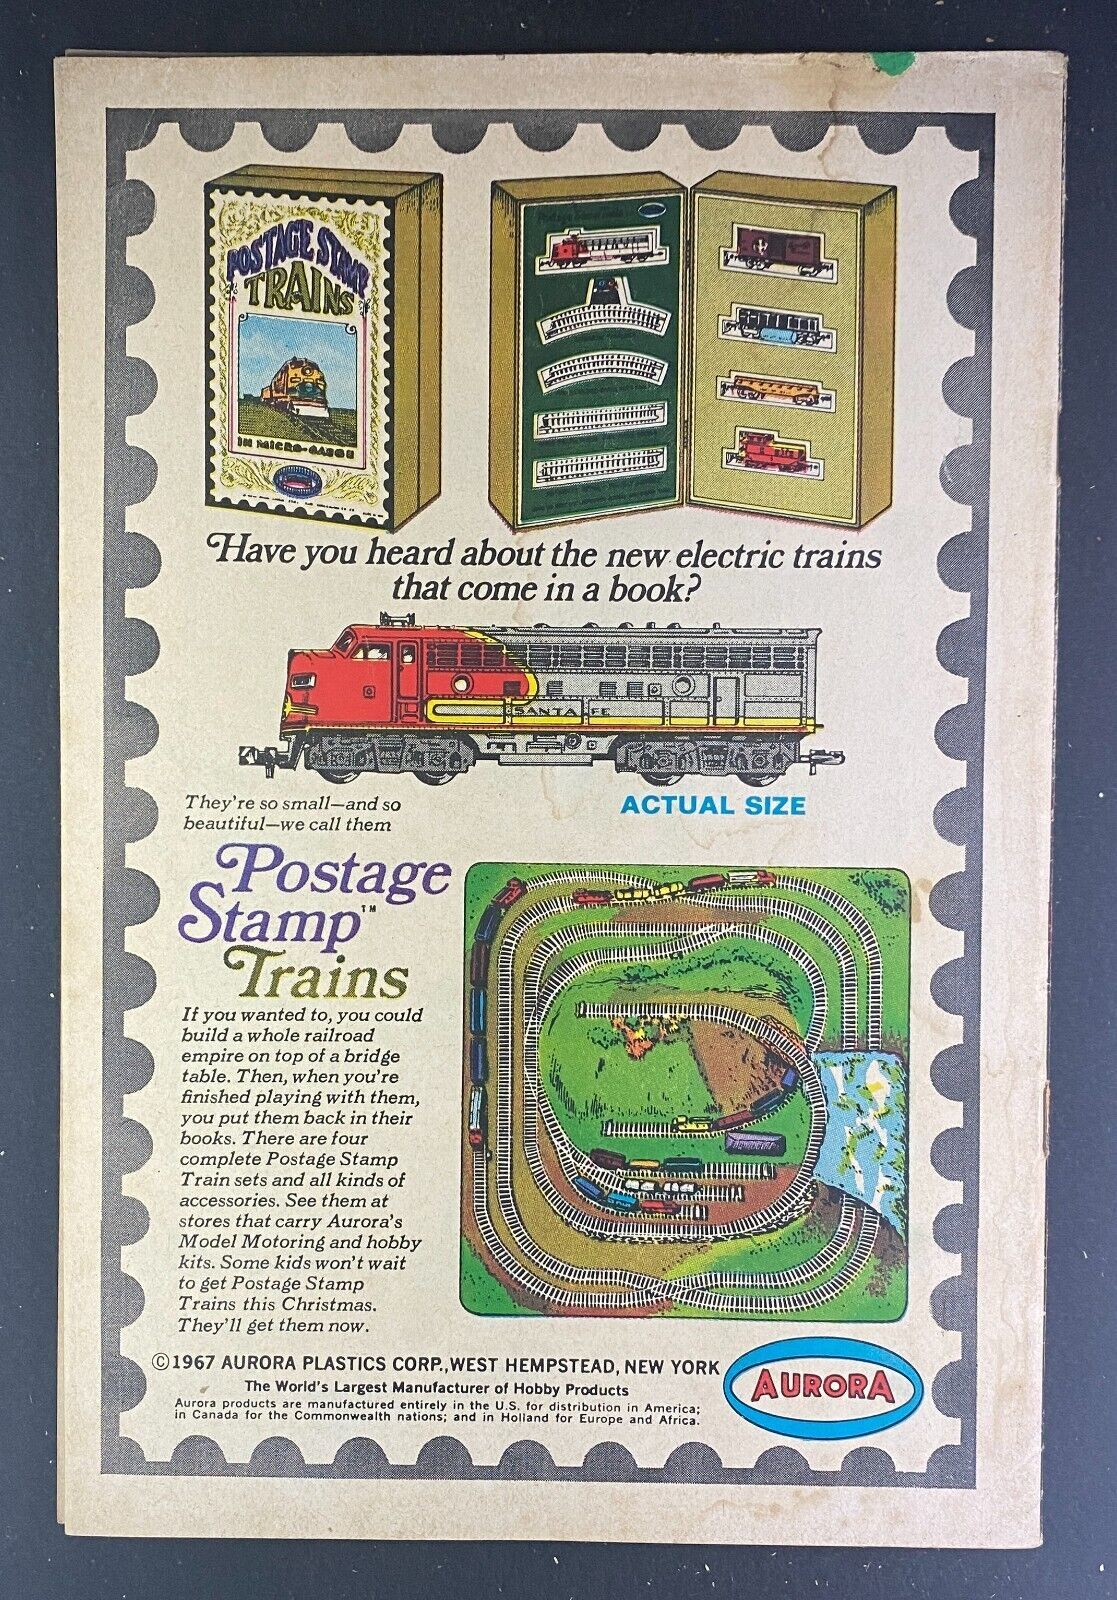 POSTAGE STAMP
TRAINS
IN MICRO-GAUGE
Postage Stamp Trains
Have you heard about the new electric trains
that come in a book?
SANTA FE
They're so small—and so
beautiful—we call them
ACTUAL SIZE
Postage
Stamp™
Trains
If you wanted to, you could
build a whole railroad
empire on top of a bridge
table. Then, when you're
finished playing with them,
you put them back in their
books. There are four
complete Postage Stamp
Train sets and all kinds of
accessories. See them at
stores that carry Aurora's
Model Motoring and hobby
kits. Some kids won't wait
to get Postage Stamp
Trains this Christmas.
They'll get them now.
©1967 AURORA PLASTICS CORP., WEST HEMPSTEAD, NEW YORK
The World's Largest Manufacturer of Hobby Products
Aurora products are manufactured entirely in the U.S. for distribution in America;
in Canada for the Commonwealth nations; and in Holland for Europe and Africa.
AURORA